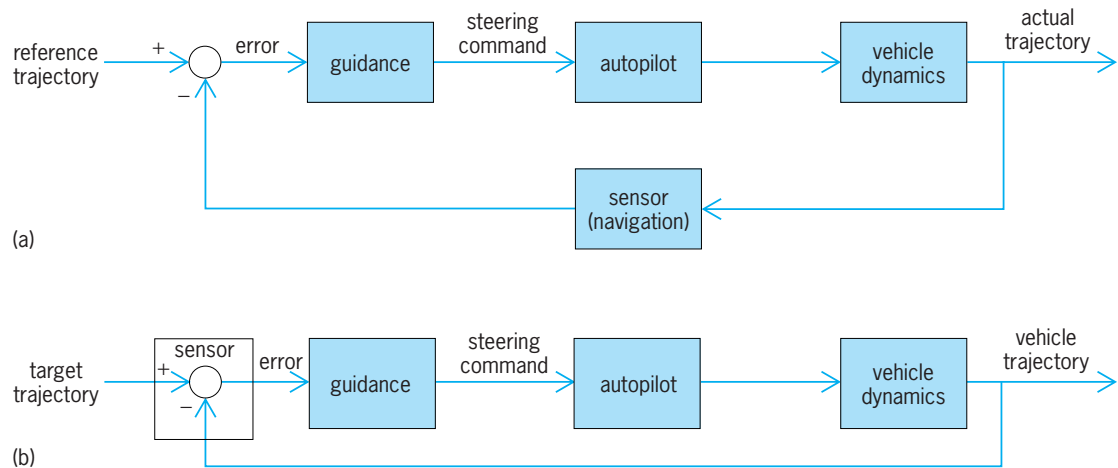 reference
trajectory
+
−
error
guidance
steering
command
autopilot
vehicle
dynamics
actual
trajectory
sensor
(navigation)
(a)
target
trajectory
sensor
+
−
error
guidance
steering
command
autopilot
vehicle
dynamics
vehicle
trajectory
(b)